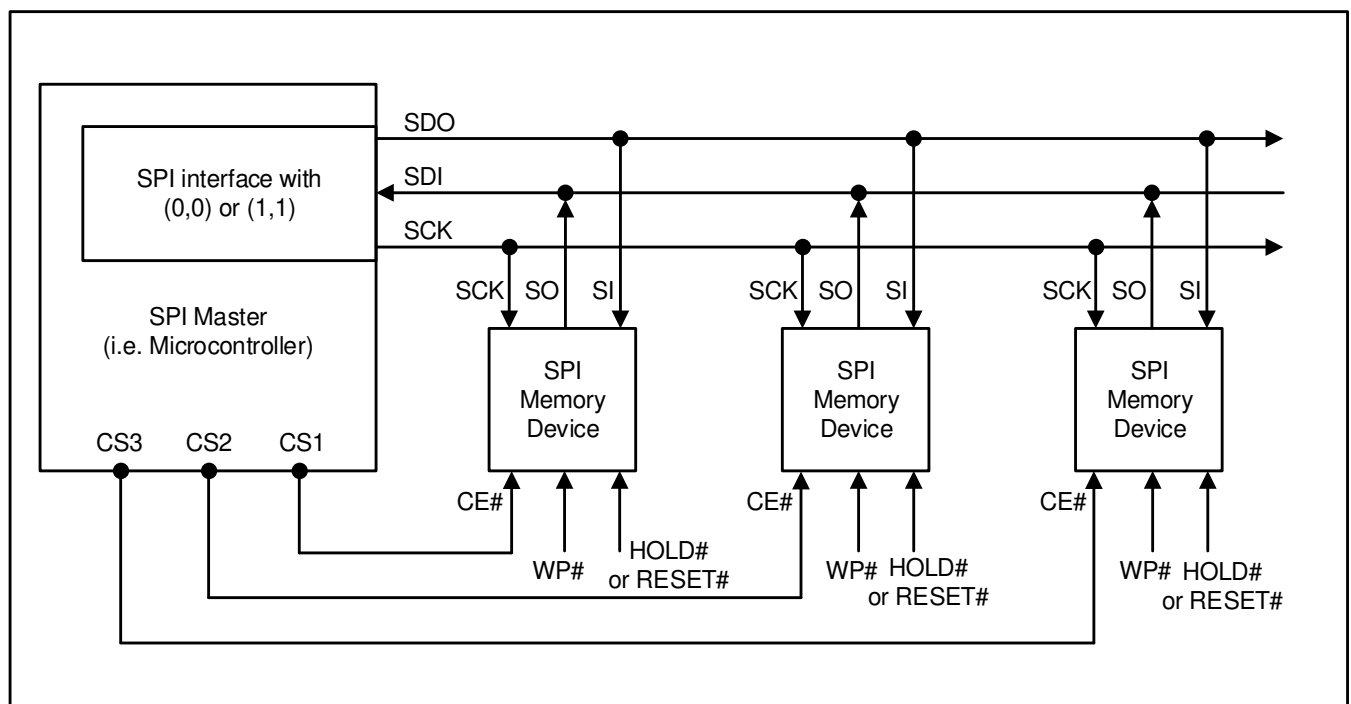 SDO
SPI interface with
(0,0) or (1,1)
SDI
SCK
SPI Master
(i.e. Microcontroller)
SCK SO SI
SCK SO SI
SCK SO SI
SPI
Memory
Device
SPI
Memory
Device
SPI
Memory
Device
CS3 CS2 CS1
CE#
WP#
HOLD#
or RESET#
CE#
WP#
HOLD#
or RESET#
CE#
WP#
HOLD#
or RESET#